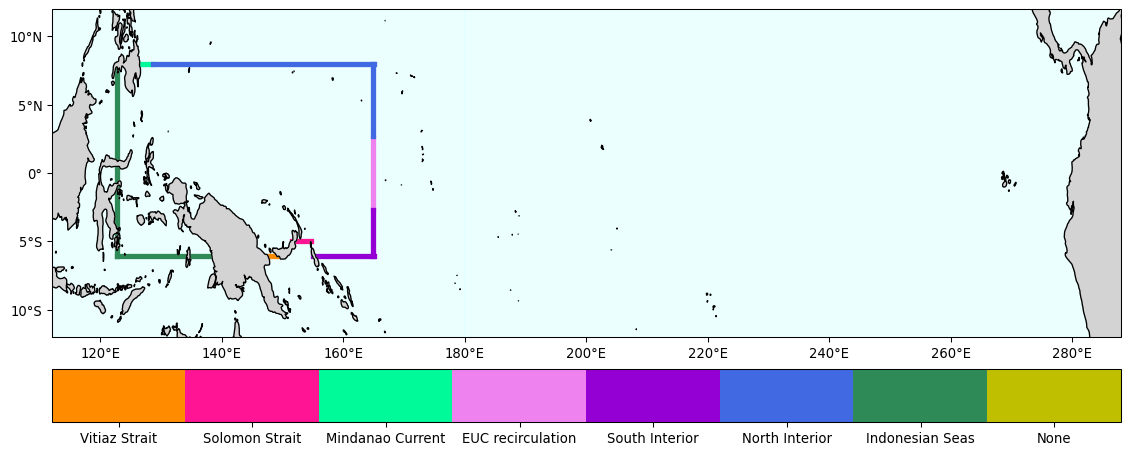 10°N
5°N
0°
5°S
10°S
120°E 140°E 160°E 180°E 200°E 220°E 240°E 260°E 280°E
Vitiaz Strait Solomon Strait Mindanao Current EUC recirculation South Interior North Interior Indonesian Seas None